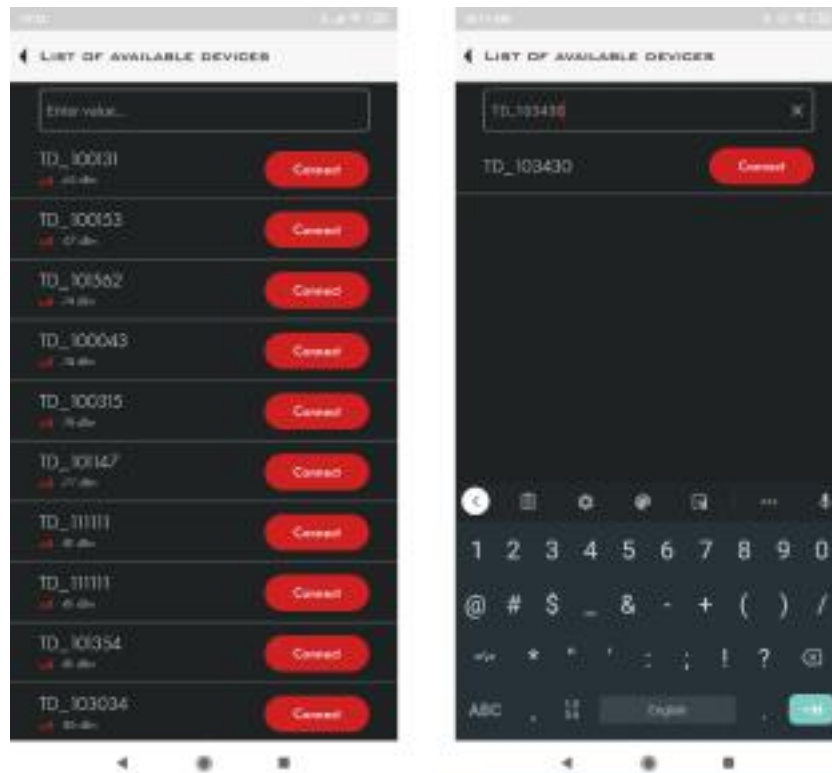 LIST OF AVAILABLE DEVICES
Enter value...
TD_100131
Connect
TD_100153
Connect
TD_101562
Connect
TD_100043
Connect
TD_100315
Connect
TD_101147
Connect
TD_111111
Connect
TD_111111
Connect
TD_101354
Connect
TD_103034
Connect
LIST OF AVAILABLE DEVICES
TD_103430
TD_103430
Connect
1 2 3 4 5 6 7 8 9 0
@ # $ _ & - + ( ) /
* " ' : ; ! ?
ABC , English .